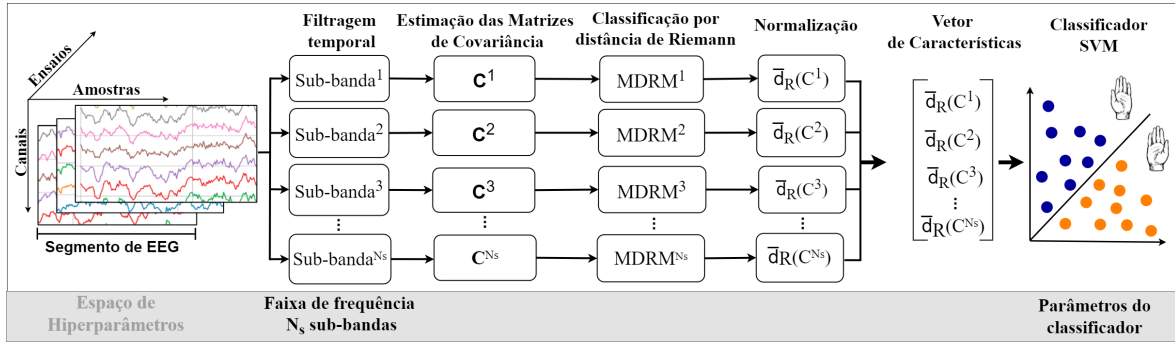 Ensaios
Amostras
Canais
Segmento de EEG
Filtragem
temporal
Estimação das Matrizes
de Covariância
Classificação por
distância de Riemann
Normalização
Vetor
de Características
Classificador
SVM
Sub-banda¹
C¹
MDRM¹
d̅R(C¹)
Sub-banda²
C²
MDRM²
d̅R(C²)
Sub-banda³
C³
MDRM³
d̅R(C³)
⋮ ⋮ ⋮ ⋮
Sub-bandaᴺˢ
Cᴺˢ
MDRMᴺˢ
d̅R(Cᴺˢ)
d̅R(C¹)
d̅R(C²)
d̅R(C³)
⋮
d̅R(Cᴺˢ)
Espaço de
Hiperparâmetros
Faixa de frequência
Nₛ sub-bandas
Parâmetros do
classificador